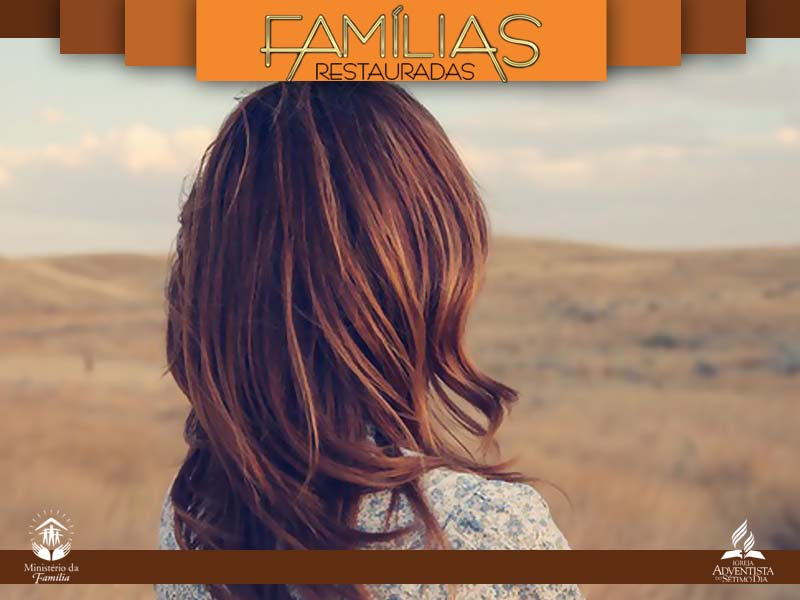 FAMÍLIAS
RESTAURADAS
Ministério da
Família
IGREJA
ADVENTISTA
DO SÉTIMO DIA